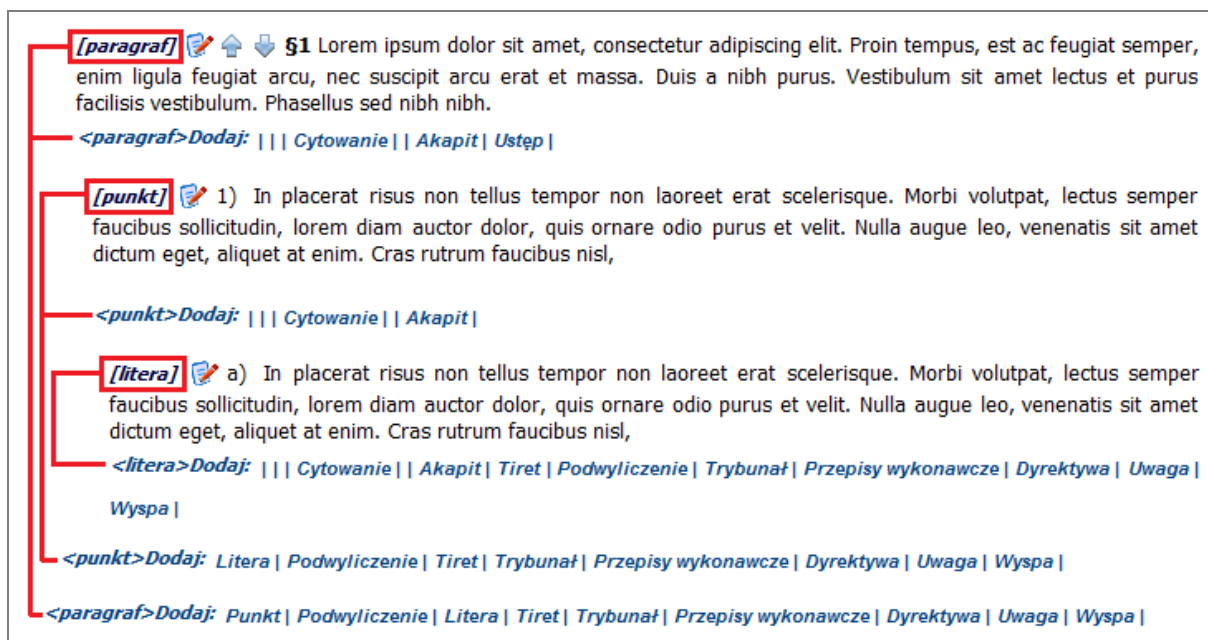 [paragraf] §1 Lorem ipsum dolor sit amet, consectetur adipiscing elit. Proin tempus, est ac feugiat semper,
enim ligula feugiat arcu, nec suscipit arcu erat et massa. Duis a nibh purus. Vestibulum sit amet lectus et purus
facilisis vestibulum. Phasellus sed nibh nibh.
<paragraf>Dodaj: | | | Cytowanie | | Akapit | Ustęp |
[punkt] 1) In placerat risus non tellus tempor non laoreet erat scelerisque. Morbi volutpat, lectus semper
faucibus sollicitudin, lorem diam auctor dolor, quis ornare odio purus et velit. Nulla augue leo, venenatis sit amet
dictum eget, aliquet at enim. Cras rutrum faucibus nisl,
<punkt>Dodaj: | | | Cytowanie | | Akapit |
[litera] a) In placerat risus non tellus tempor non laoreet erat scelerisque. Morbi volutpat, lectus semper
faucibus sollicitudin, lorem diam auctor dolor, quis ornare odio purus et velit. Nulla augue leo, venenatis sit amet
dictum eget, aliquet at enim. Cras rutrum faucibus nisl,
<litera>Dodaj: | | | Cytowanie | | Akapit | Tiret | Podwyliczenie | Trybunał | Przepisy wykonawcze | Dyrektywa | Uwaga |
Wyspa |
<punkt>Dodaj: Litera | Podwyliczenie | Tiret | Trybunał | Przepisy wykonawcze | Dyrektywa | Uwaga | Wyspa |
<paragraf>Dodaj: Punkt | Podwyliczenie | Litera | Tiret | Trybunał | Przepisy wykonawcze | Dyrektywa | Uwaga | Wyspa |